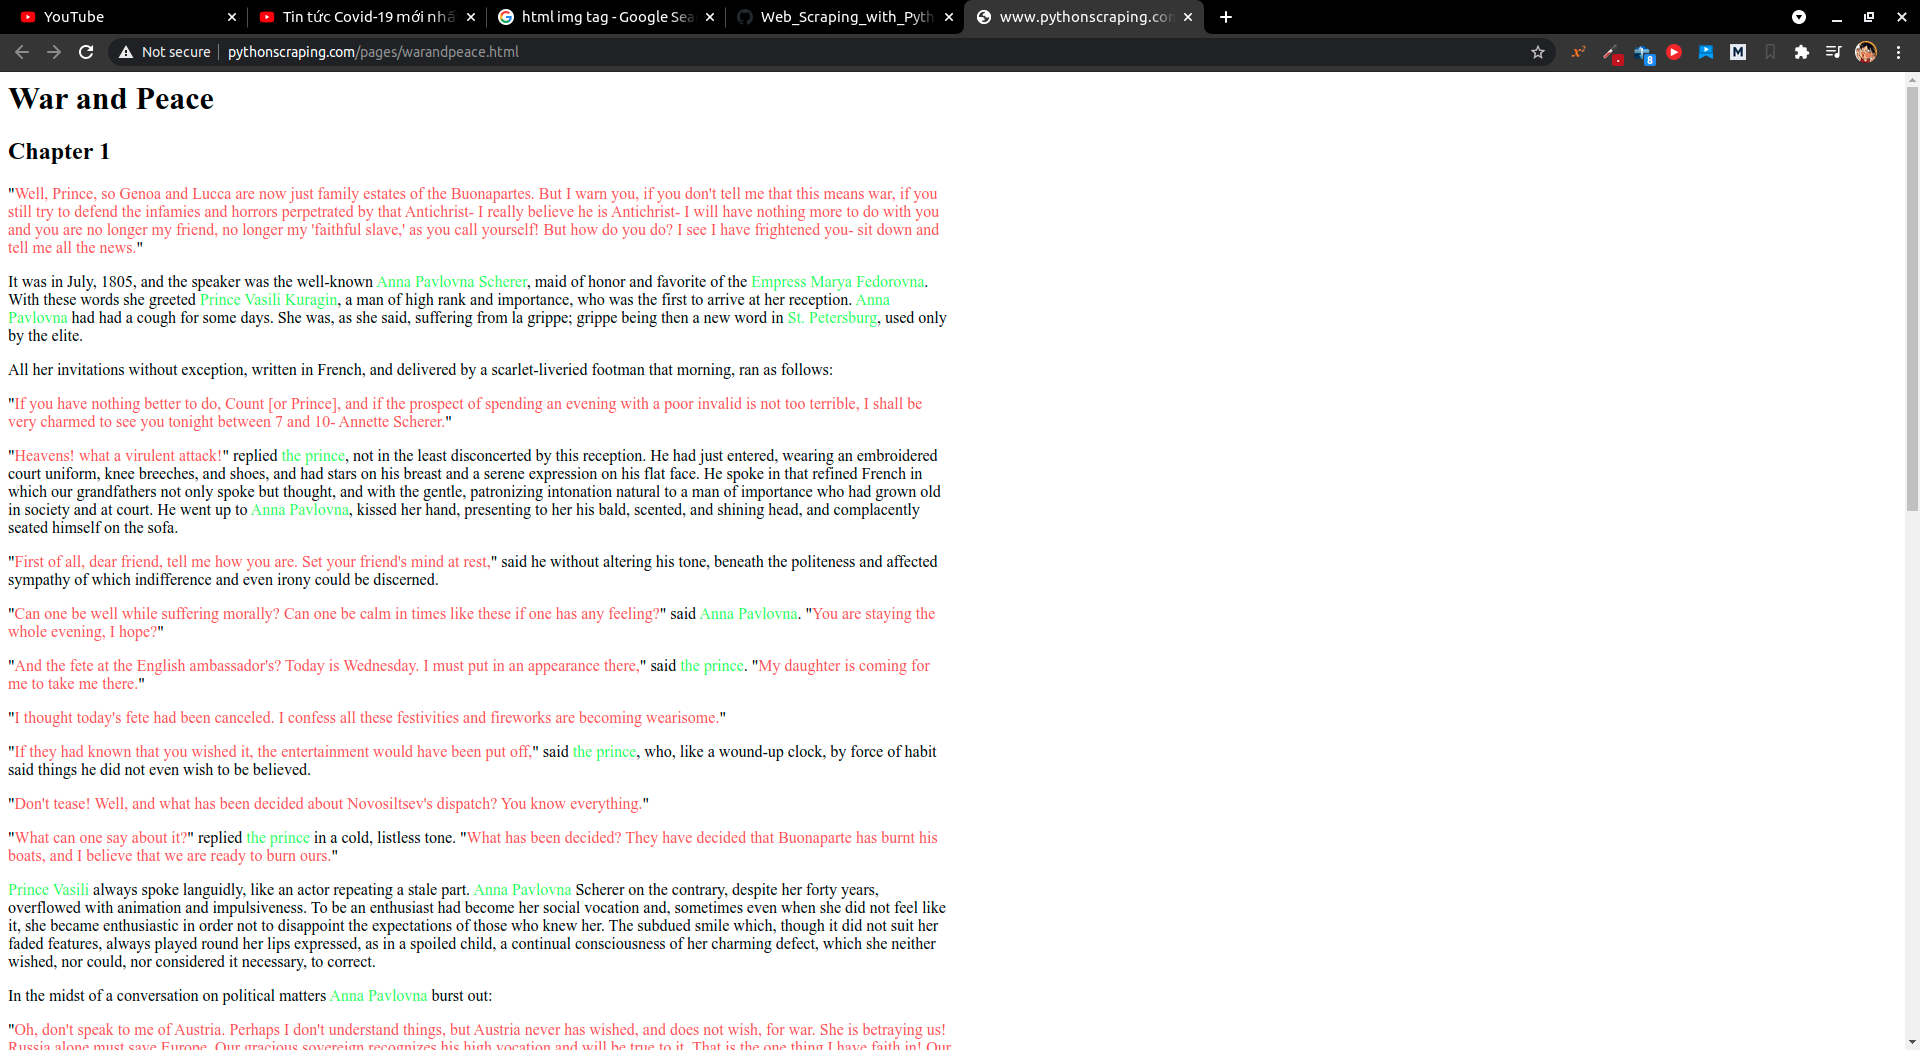 YouTube
Tin tức Covid-19 mới nhấ
html img tag - Google Sea
Web_Scraping_with_Pyth
www.pythonscraping.con
Not secure
pythonscraping.com/pages/warandpeace.html
8
M
War and Peace
Chapter 1
"Well, Prince, so Genoa and Lucca are now just family estates of the Buonapartes. But I warn you, if you don't tell me that this means war, if you
still try to defend the infamies and horrors perpetrated by that Antichrist- I really believe he is Antichrist- I will have nothing more to do with you
and you are no longer my friend, no longer my 'faithful slave,' as you call yourself! But how do you do? I see I have frightened you- sit down and
tell me all the news."
It was in July, 1805, and the speaker was the well-known Anna Pavlovna Scherer, maid of honor and favorite of the Empress Marya Fedorovna.
With these words she greeted Prince Vasili Kuragin, a man of high rank and importance, who was the first to arrive at her reception. Anna
Pavlovna had had a cough for some days. She was, as she said, suffering from la grippe; grippe being then a new word in St. Petersburg, used only
by the elite.
All her invitations without exception, written in French, and delivered by a scarlet-liveried footman that morning, ran as follows:
"If you have nothing better to do, Count [or Prince], and if the prospect of spending an evening with a poor invalid is not too terrible, I shall be
very charmed to see you tonight between 7 and 10- Annette Scherer."
"Heavens! what a virulent attack!" replied the prince, not in the least disconcerted by this reception. He had just entered, wearing an embroidered
court uniform, knee breeches, and shoes, and had stars on his breast and a serene expression on his flat face. He spoke in that refined French in
which our grandfathers not only spoke but thought, and with the gentle, patronizing intonation natural to a man of importance who had grown old
in society and at court. He went up to Anna Pavlovna, kissed her hand, presenting to her his bald, scented, and shining head, and complacently
seated himself on the sofa.
"First of all, dear friend, tell me how you are. Set your friend's mind at rest," said he without altering his tone, beneath the politeness and affected
sympathy of which indifference and even irony could be discerned.
"Can one be well while suffering morally? Can one be calm in times like these if one has any feeling?" said Anna Pavlovna. "You are staying the
whole evening, I hope?"
"And the fete at the English ambassador's? Today is Wednesday. I must put in an appearance there," said the prince. "My daughter is coming for
me to take me there."
"I thought today's fete had been canceled. I confess all these festivities and fireworks are becoming wearisome."
"If they had known that you wished it, the entertainment would have been put off," said the prince, who, like a wound-up clock, by force of habit
said things he did not even wish to be believed.
"Don't tease! Well, and what has been decided about Novosiltsev's dispatch? You know everything."
"What can one say about it?" replied the prince in a cold, listless tone. "What has been decided? They have decided that Buonaparte has burnt his
boats, and I believe that we are ready to burn ours."
Prince Vasili always spoke languidly, like an actor repeating a stale part. Anna Pavlovna Scherer on the contrary, despite her forty years,
overflowed with animation and impulsiveness. To be an enthusiast had become her social vocation and, sometimes even when she did not feel like
it, she became enthusiastic in order not to disappoint the expectations of those who knew her. The subdued smile which, though it did not suit her
faded features, always played round her lips expressed, as in a spoiled child, a continual consciousness of her charming defect, which she neither
wished, nor could, nor considered it necessary, to correct.
In the midst of a conversation on political matters Anna Pavlovna burst out:
"Oh, don't speak to me of Austria. Perhaps I don't understand things, but Austria never has wished, and does not wish, for war. She is betraying us!
Russia alone must save Europe. Our gracious sovereign recognizes his high vocation and will be true to it. That is the one thing I have faith in! Our